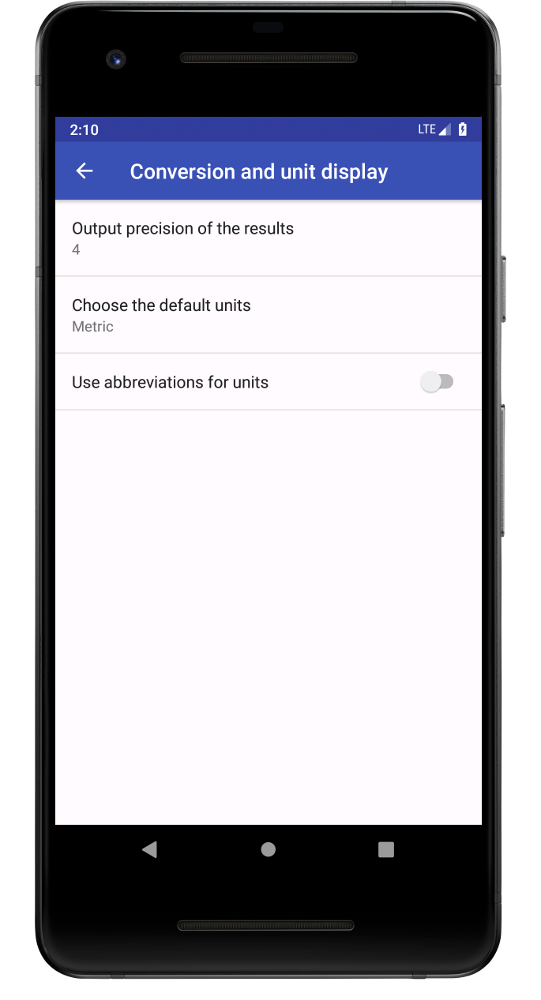 2:10 LTE
Conversion and unit display
Output precision of the results
4
Choose the default units
Metric
Use abbreviations for units